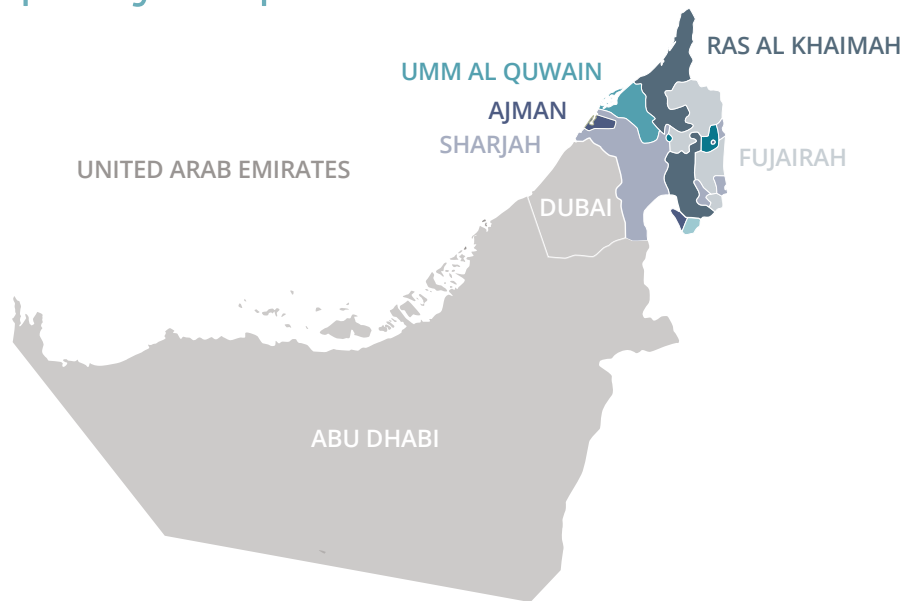 RAS AL KHAIMAH
UMM AL QUWAIN
AJMAN
SHARJAH
FUJAIRAH
UNITED ARAB EMIRATES
DUBAI
ABU DHABI